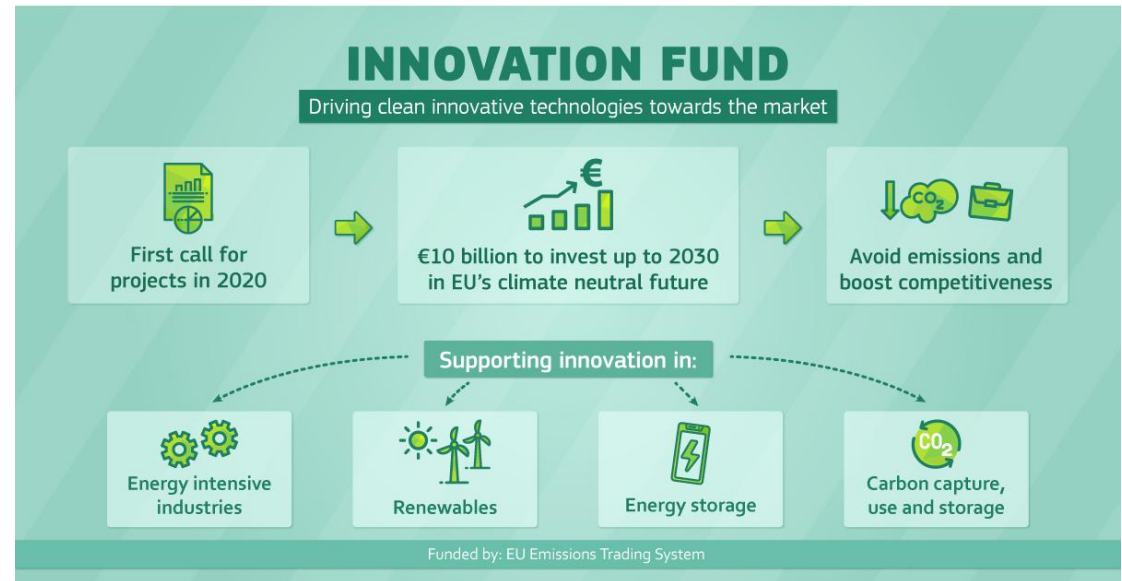 INNOVATION FUND
Driving clean innovative technologies towards the market
First call for
projects in 2020
€
€10 billion to invest up to 2030
in EU's climate neutral future
CO₂
Avoid emissions and
boost competitiveness
Supporting innovation in:
Energy intensive
industries
Renewables
Energy storage
CO₂
Carbon capture,
use and storage
Funded by: EU Emissions Trading System